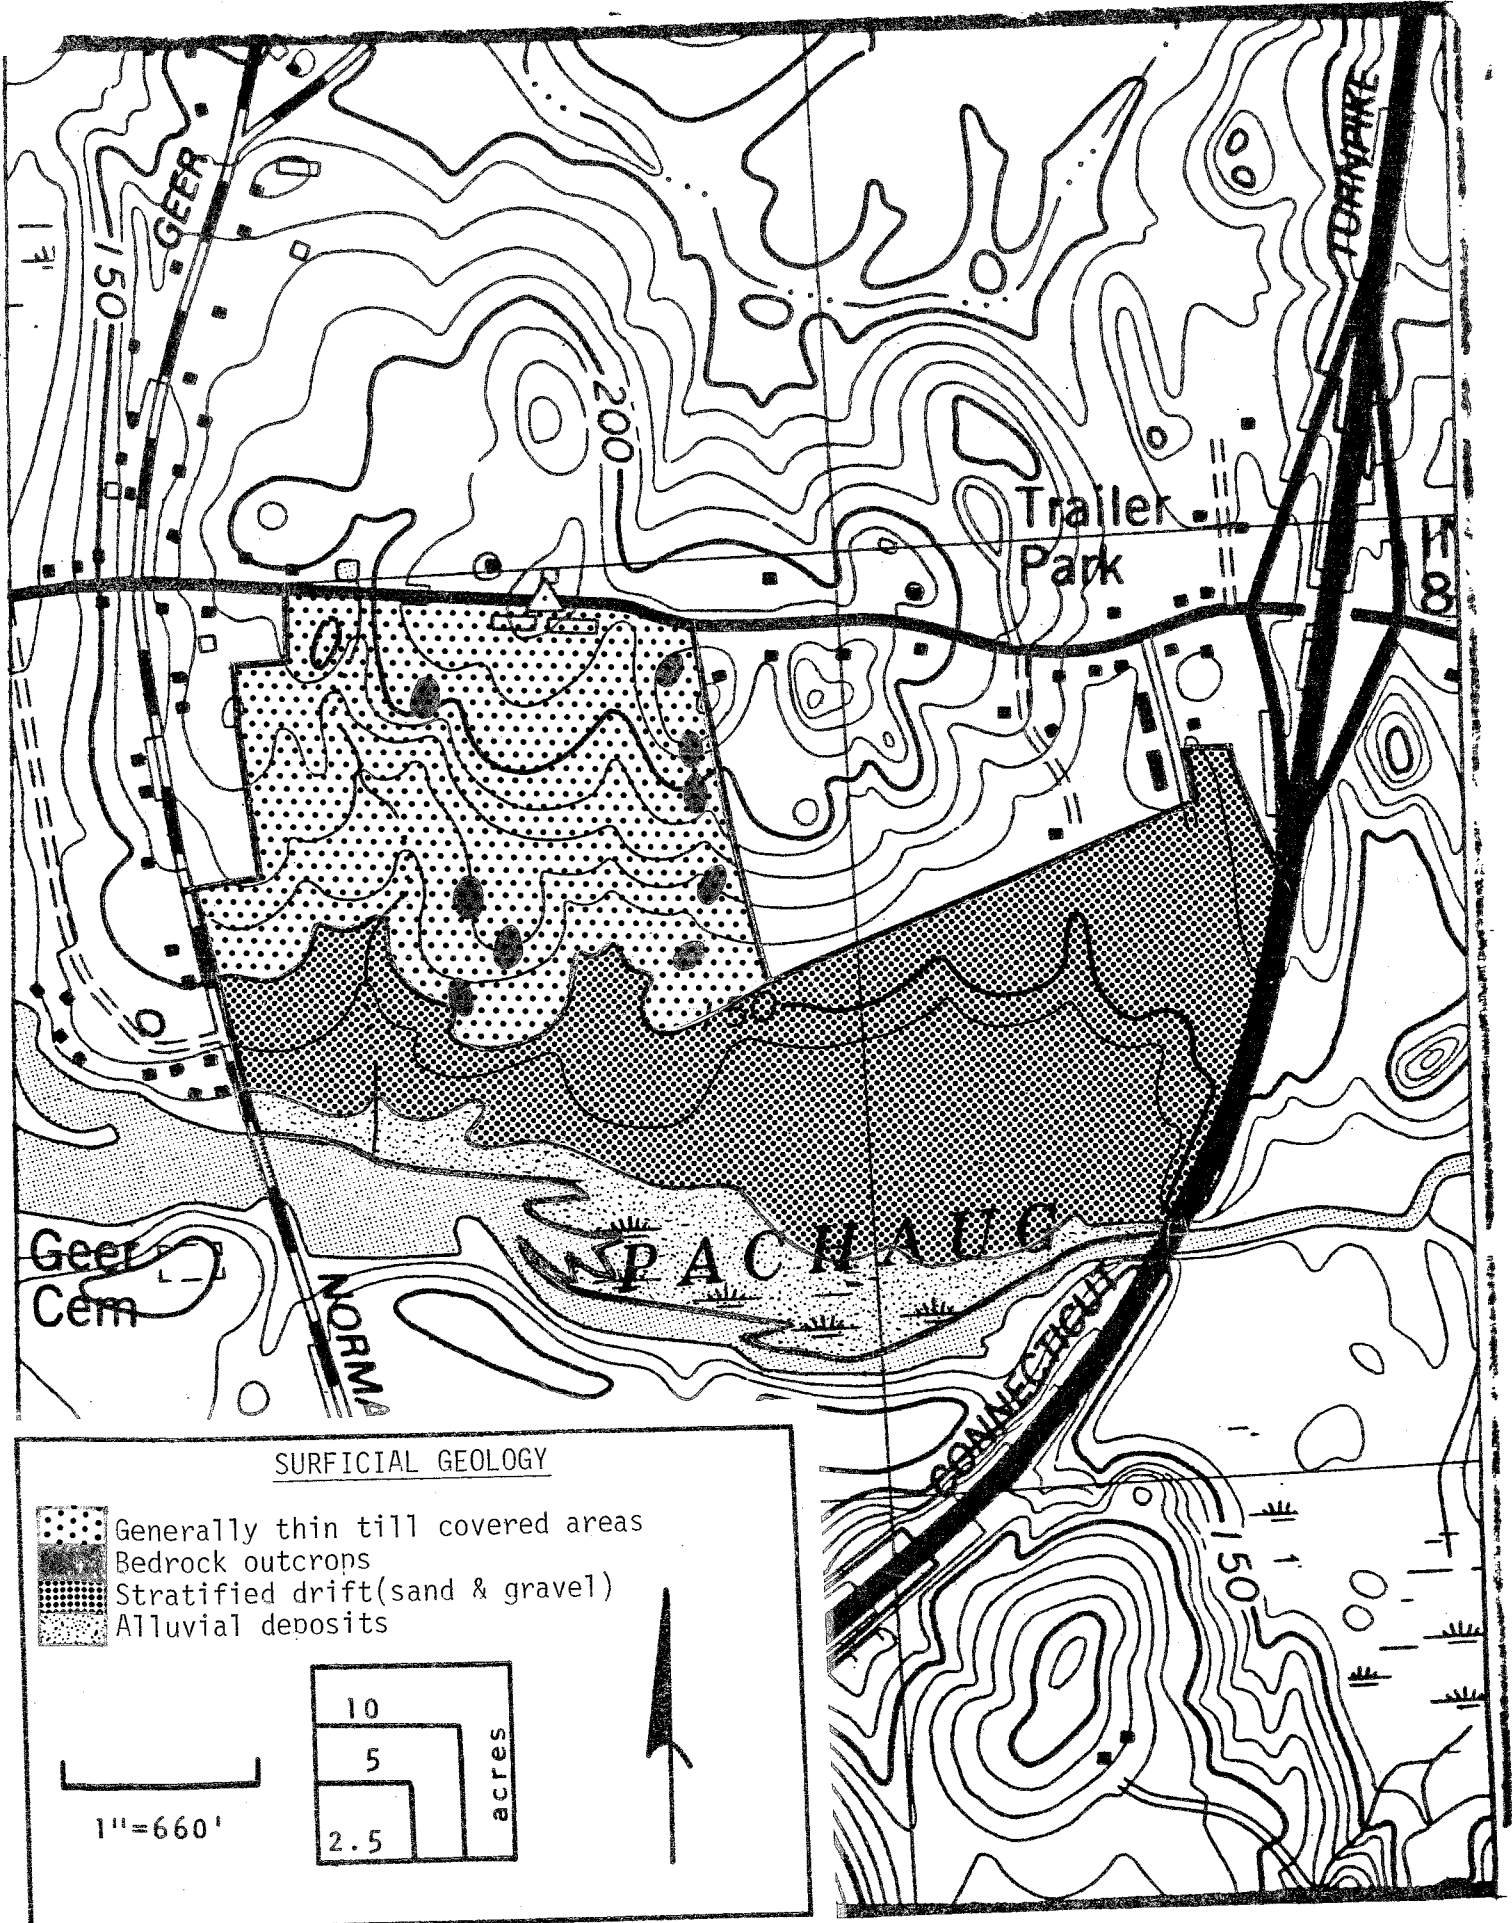 GEER
TURNPIKE
150
200
Trailer
Park
150
PACHAUG
Geer
Cem
CONNECTICUT
NORMA
150
SURFICIAL GEOLOGY
Generally thin till covered areas
Bedrock outcrops
Stratified drift(sand & gravel)
Alluvial deposits
10
5
2.5
acres
1"=660'